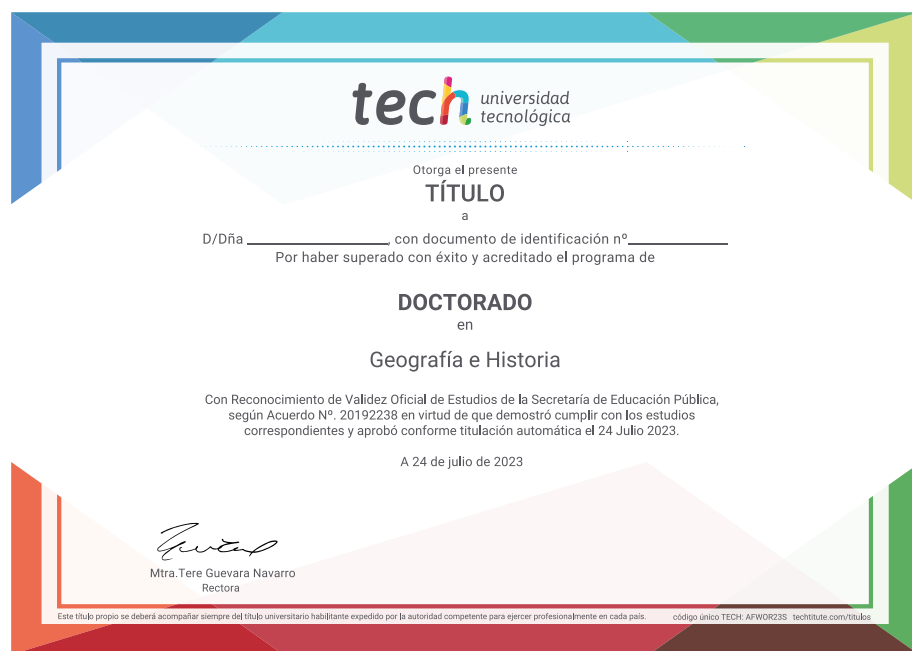 tech universidad
tecnológica
Otorga el presente
TÍTULO
a
D/Dña ____________________, con documento de identificación nº______________
Por haber superado con éxito y acreditado el programa de
DOCTORADO
en
Geografía e Historia
Con Reconocimiento de Validez Oficial de Estudios de la Secretaría de Educación Pública,
según Acuerdo Nº. 20192238 en virtud de que demostró cumplir con los estudios
correspondientes y aprobó conforme titulación automática el 24 Julio 2023.
A 24 de julio de 2023
Mtra.Tere Guevara Navarro
Rectora
Este título propio se deberá acompañar siempre del título universitario habilitante expedido por la autoridad competente para ejercer profesionalmente en cada país. código único TECH: AFWOR23S techtitute.com/titulos